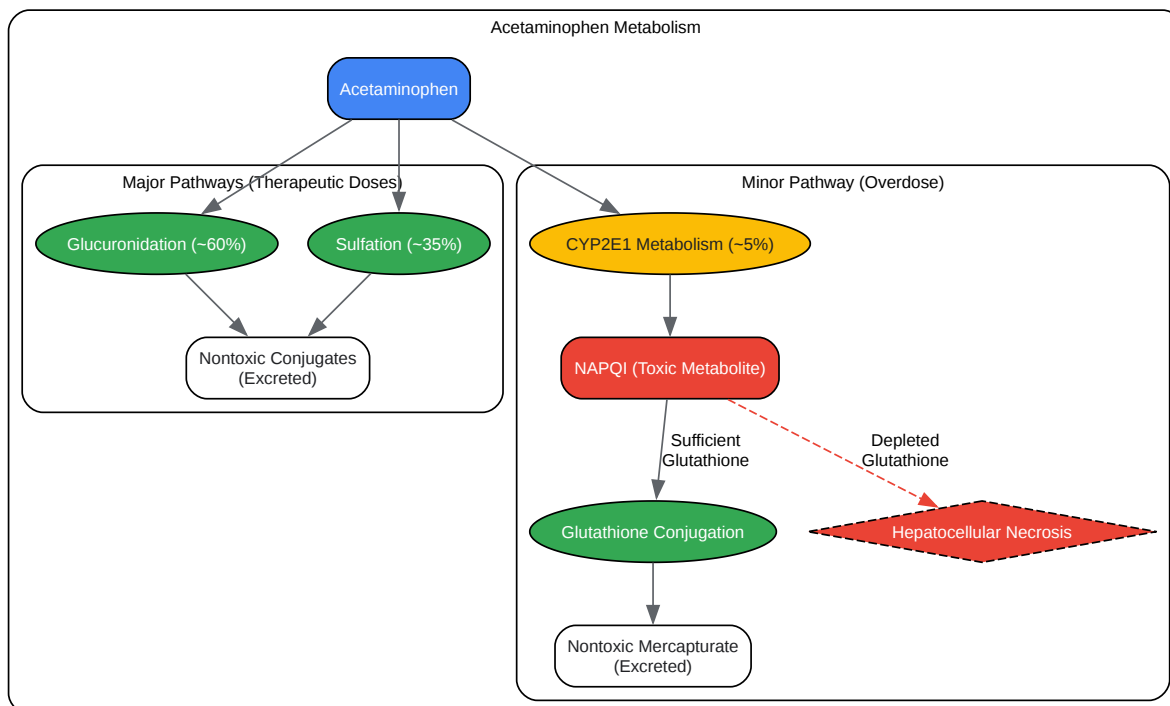 Acetaminophen Metabolism
Acetaminophen
Major Pathways (Therapeutic Doses)
Minor Pathway (Overdose)
Glucuronidation (~60%)
Sulfation (~35%)
CYP2E1 Metabolism (~5%)
Nontoxic Conjugates
(Excreted)
NAPQI (Toxic Metabolite)
Sufficient
Glutathione
Depleted
Glutathione
Glutathione Conjugation
Hepatocellular Necrosis
Nontoxic Mercapturate
(Excreted)